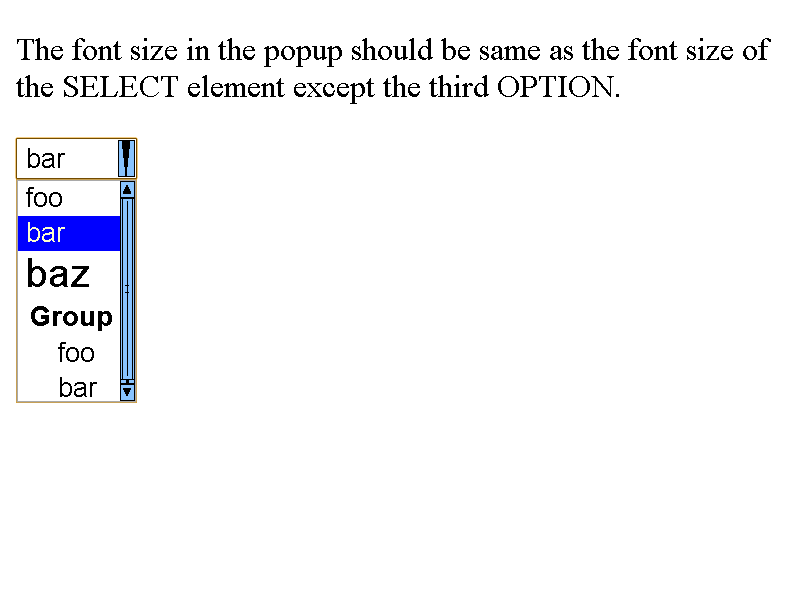 The font size in the popup should be same as the font size of
the SELECT element except the third OPTION.
bar
foo
bar
baz
Group
foo
bar